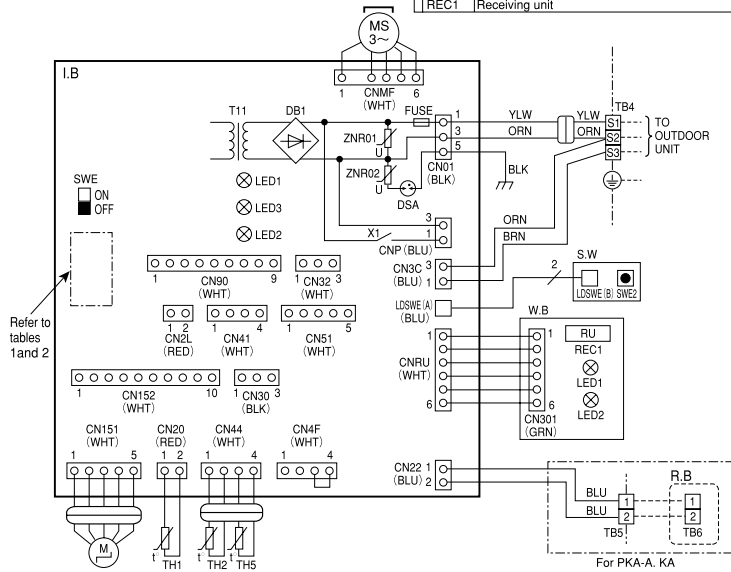 REC1 Receiving unit
MS
3~
I.B
1 6
CNMF
(WHT)
T11 DB1 FUSE 1
YLW YLW TB4
S1 TO
3 ORN ORN S2 OUTDOOR
S3 UNIT
ZNR01
U
5
CN01
(BLK)
BLK
ZNR02
U
DSA
SWE
ON
OFF
LED1
LED3
LED2
3
X1 1
CNP (BLU)
ORN
BRN
CN3C 3
(BLU) 1
2
S.W
LDSWE (B) SWE2
LDSWE (A)
(BLU)
1 9
CN90
(WHT)
1 3
CN32
(WHT)
Refer to
tables
1and 2
1 2
CN2L
(RED)
1 4
CN41
(WHT)
1 5
CN51
(WHT)
W.B
1 1
RU
REC1
CNRU
(WHT)
LED1
LED2
6 6
CN301
(GRN)
1 10
CN152
(WHT)
1 3
CN30
(BLK)
CN151
(WHT)
1 5
CN20
(RED)
1 2
CN44
(WHT)
1 4
CN4F
(WHT)
1 4
CN22 1
(BLU) 2
BLU
BLU
1
2
TB5
R.B
1
2
TB6
For PKA-A. KA
M
t° TH1
t° TH2 t° TH5